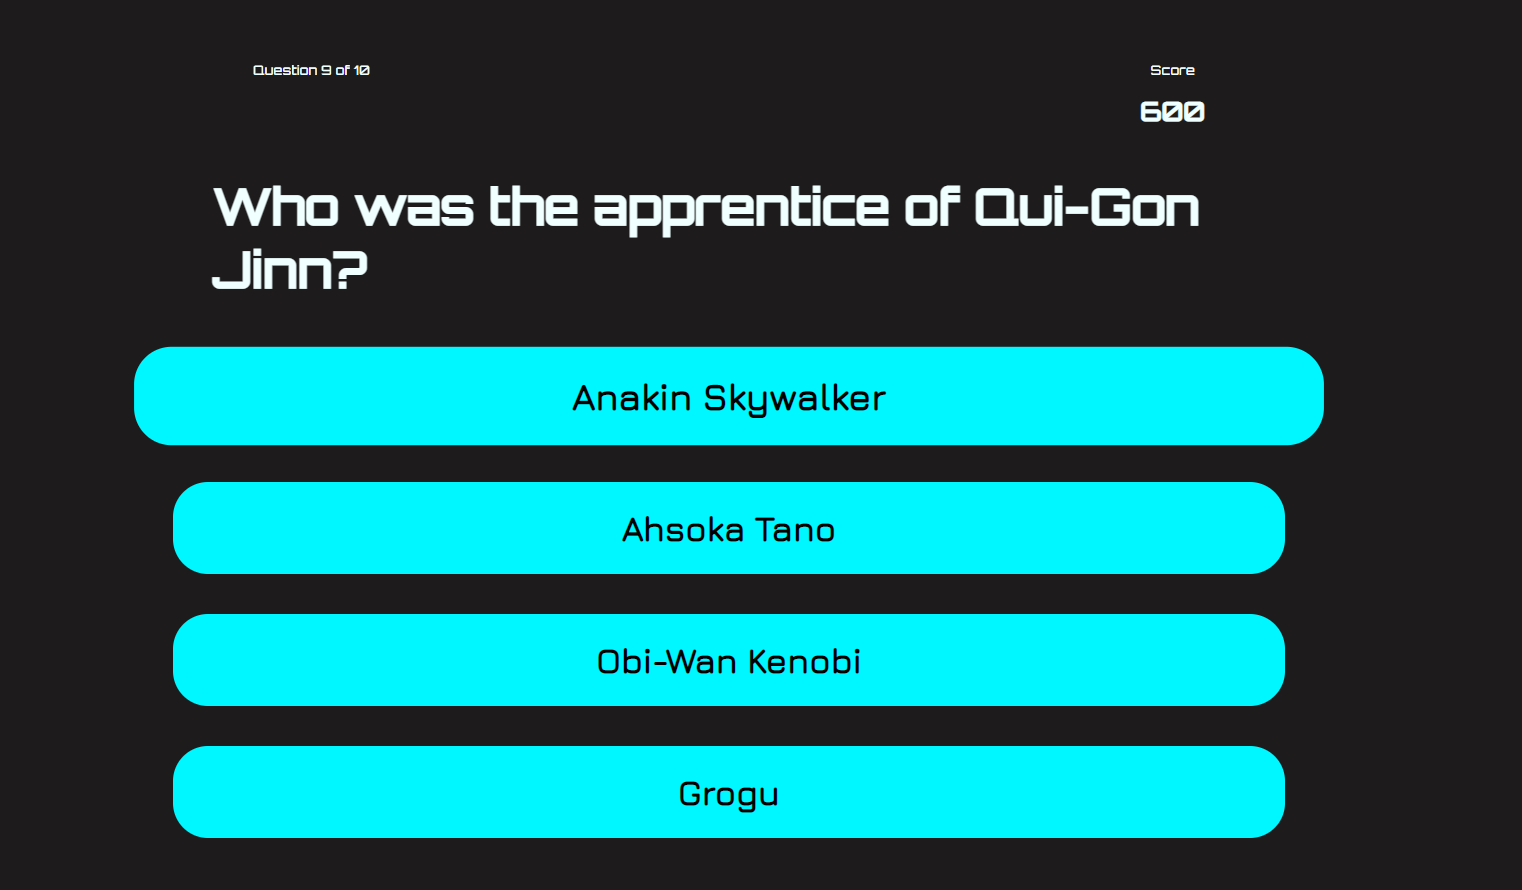 Question 9 of 10
Score
600
Who was the apprentice of Qui-Gon
Jinn?
Anakin Skywalker
Ahsoka Tano
Obi-Wan Kenobi
Grogu